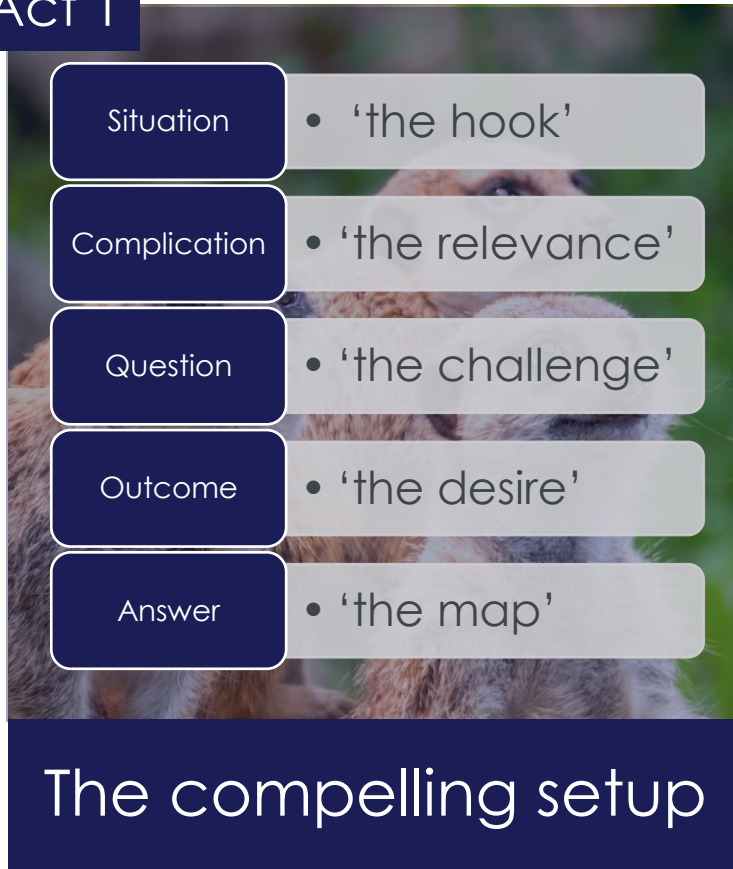 Act 1
Situation
• ‘the hook’
Complication
• ‘the relevance’
Question
• ‘the challenge’
Outcome
• ‘the desire’
Answer
• ‘the map’
The compelling setup